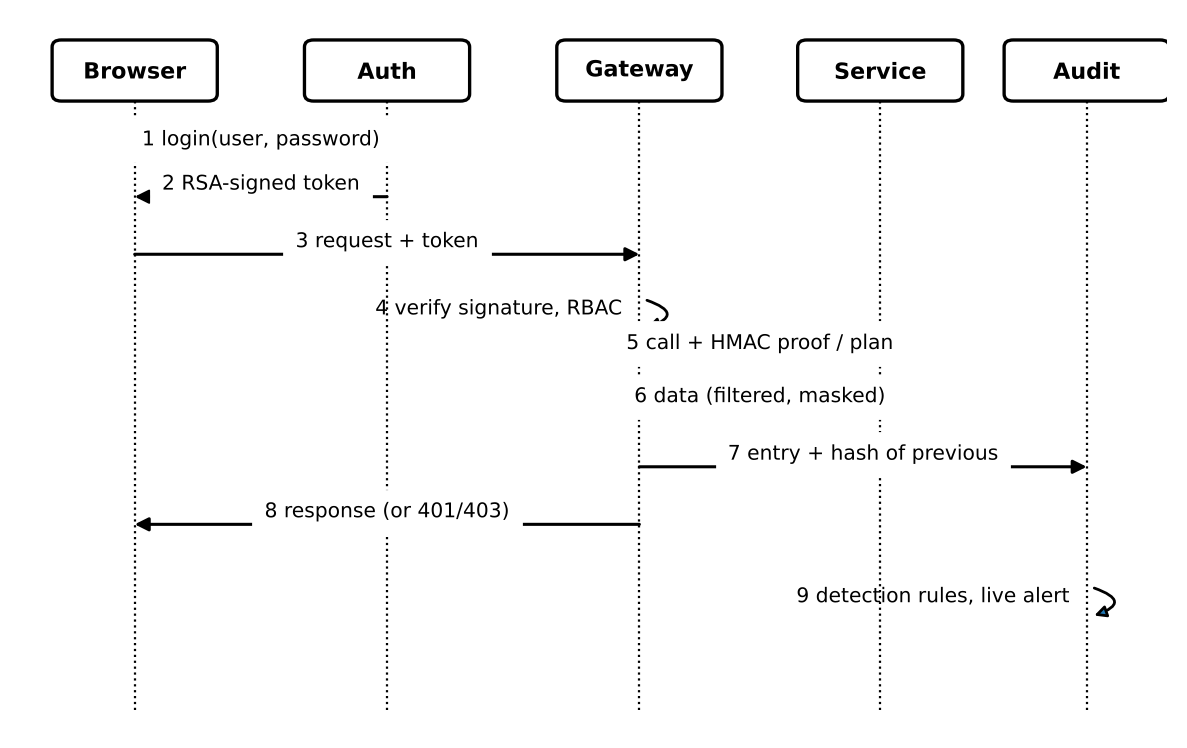 Browser
Auth
Gateway
Service
Audit
1 login(user, password)
2 RSA-signed token
3 request + token
4 verify signature, RBAC
5 call + HMAC proof / plan
6 data (filtered, masked)
7 entry + hash of previous
8 response (or 401/403)
9 detection rules, live alert